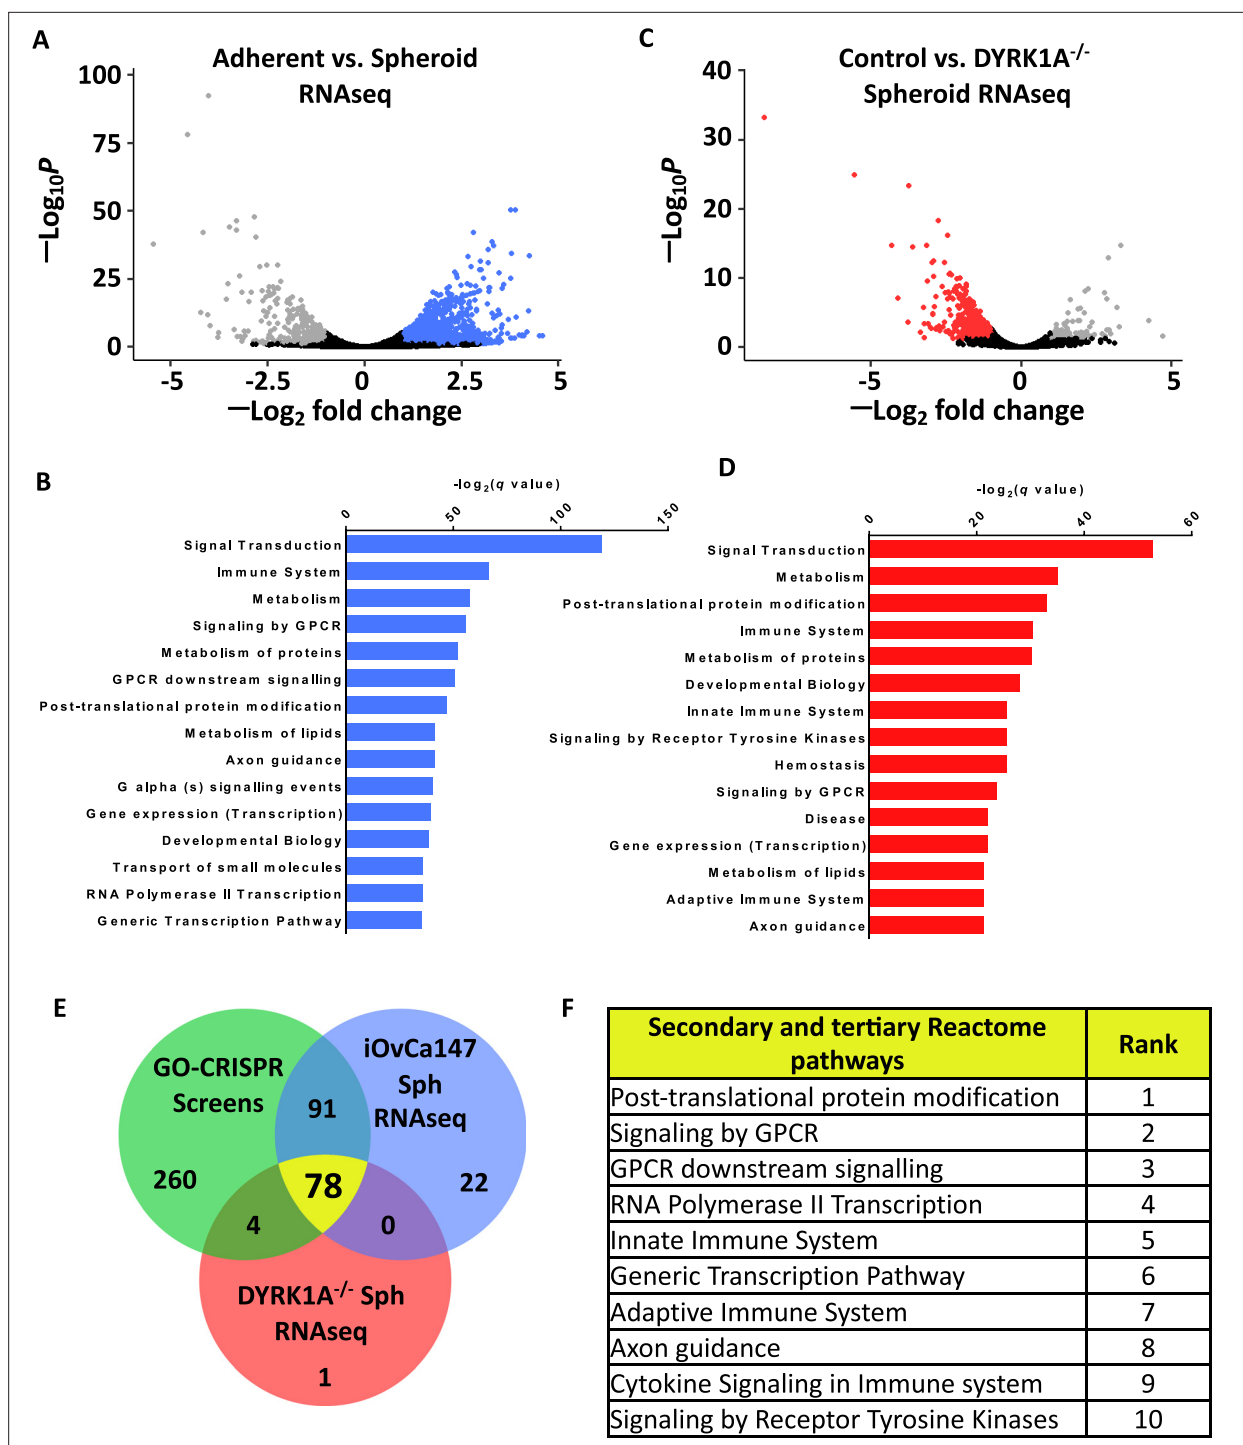 A
Adherent vs. Spheroid
RNAseq
100
75
50
25
0
—Log10P
-5
-2.5
0
2.5
5
—Log2 fold change
C
Control vs. DYRK1A-/-
Spheroid RNAseq
40
30
20
10
0
—Log10P
-5
0
5
—Log2 fold change
B
-log2(q value)
0
50
100
150
Signal Transduction
Immune System
Metabolism
Signaling by GPCR
Metabolism of proteins
GPCR downstream signalling
Post-translational protein modification
Metabolism of lipids
Axon guidance
G alpha (s) signalling events
Gene expression (Transcription)
Developmental Biology
Transport of small molecules
RNA Polymerase II Transcription
Generic Transcription Pathway
D
-log2(q value)
0
20
40
60
Signal Transduction
Metabolism
Post-translational protein modification
Immune System
Metabolism of proteins
Developmental Biology
Innate Immune System
Signaling by Receptor Tyrosine Kinases
Hemostasis
Signaling by GPCR
Disease
Gene expression (Transcription)
Metabolism of lipids
Adaptive Immune System
Axon guidance
E
GO-CRISPR
Screens
iOvCa147
Sph
RNAseq
91
260
78
22
4
0
DYRK1A-/- Sph
RNAseq
1
F
Secondary and tertiary Reactome
pathways
Rank
Post-translational protein modification 1
Signaling by GPCR 2
GPCR downstream signalling 3
RNA Polymerase II Transcription 4
Innate Immune System 5
Generic Transcription Pathway 6
Adaptive Immune System 7
Axon guidance 8
Cytokine Signaling in Immune system 9
Signaling by Receptor Tyrosine Kinases 10